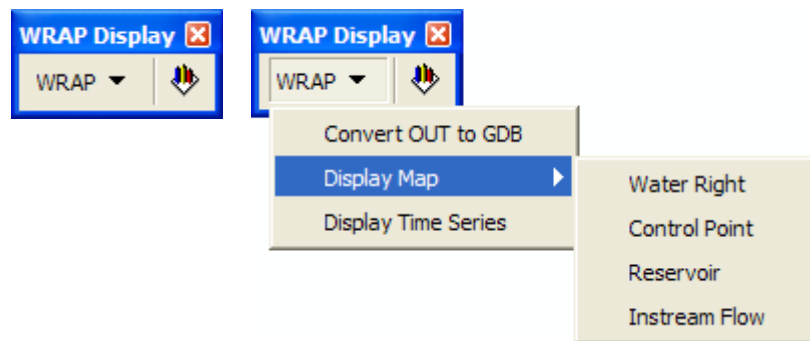 WRAP Display
WRAP
WRAP Display
WRAP
Convert OUT to GDB
Display Map
Display Time Series
Water Right
Control Point
Reservoir
Instream Flow